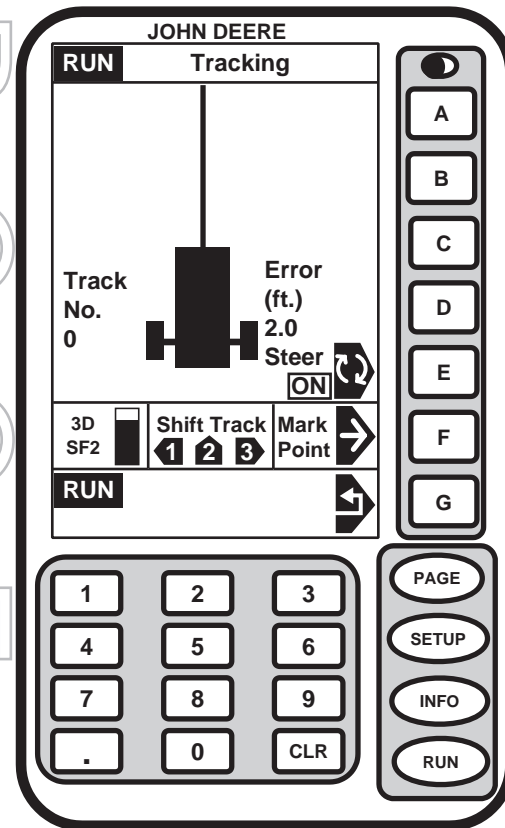 JOHN DEERE
RUN Tracking
Track
No.
0
Error
(ft.)
2.0
Steer
ON
3D
SF2
Shift Track
1 2 3
Mark
Point
RUN
A
B
C
D
E
F
G
1 2 3
4 5 6
7 8 9
. 0 CLR
PAGE
SETUP
INFO
RUN